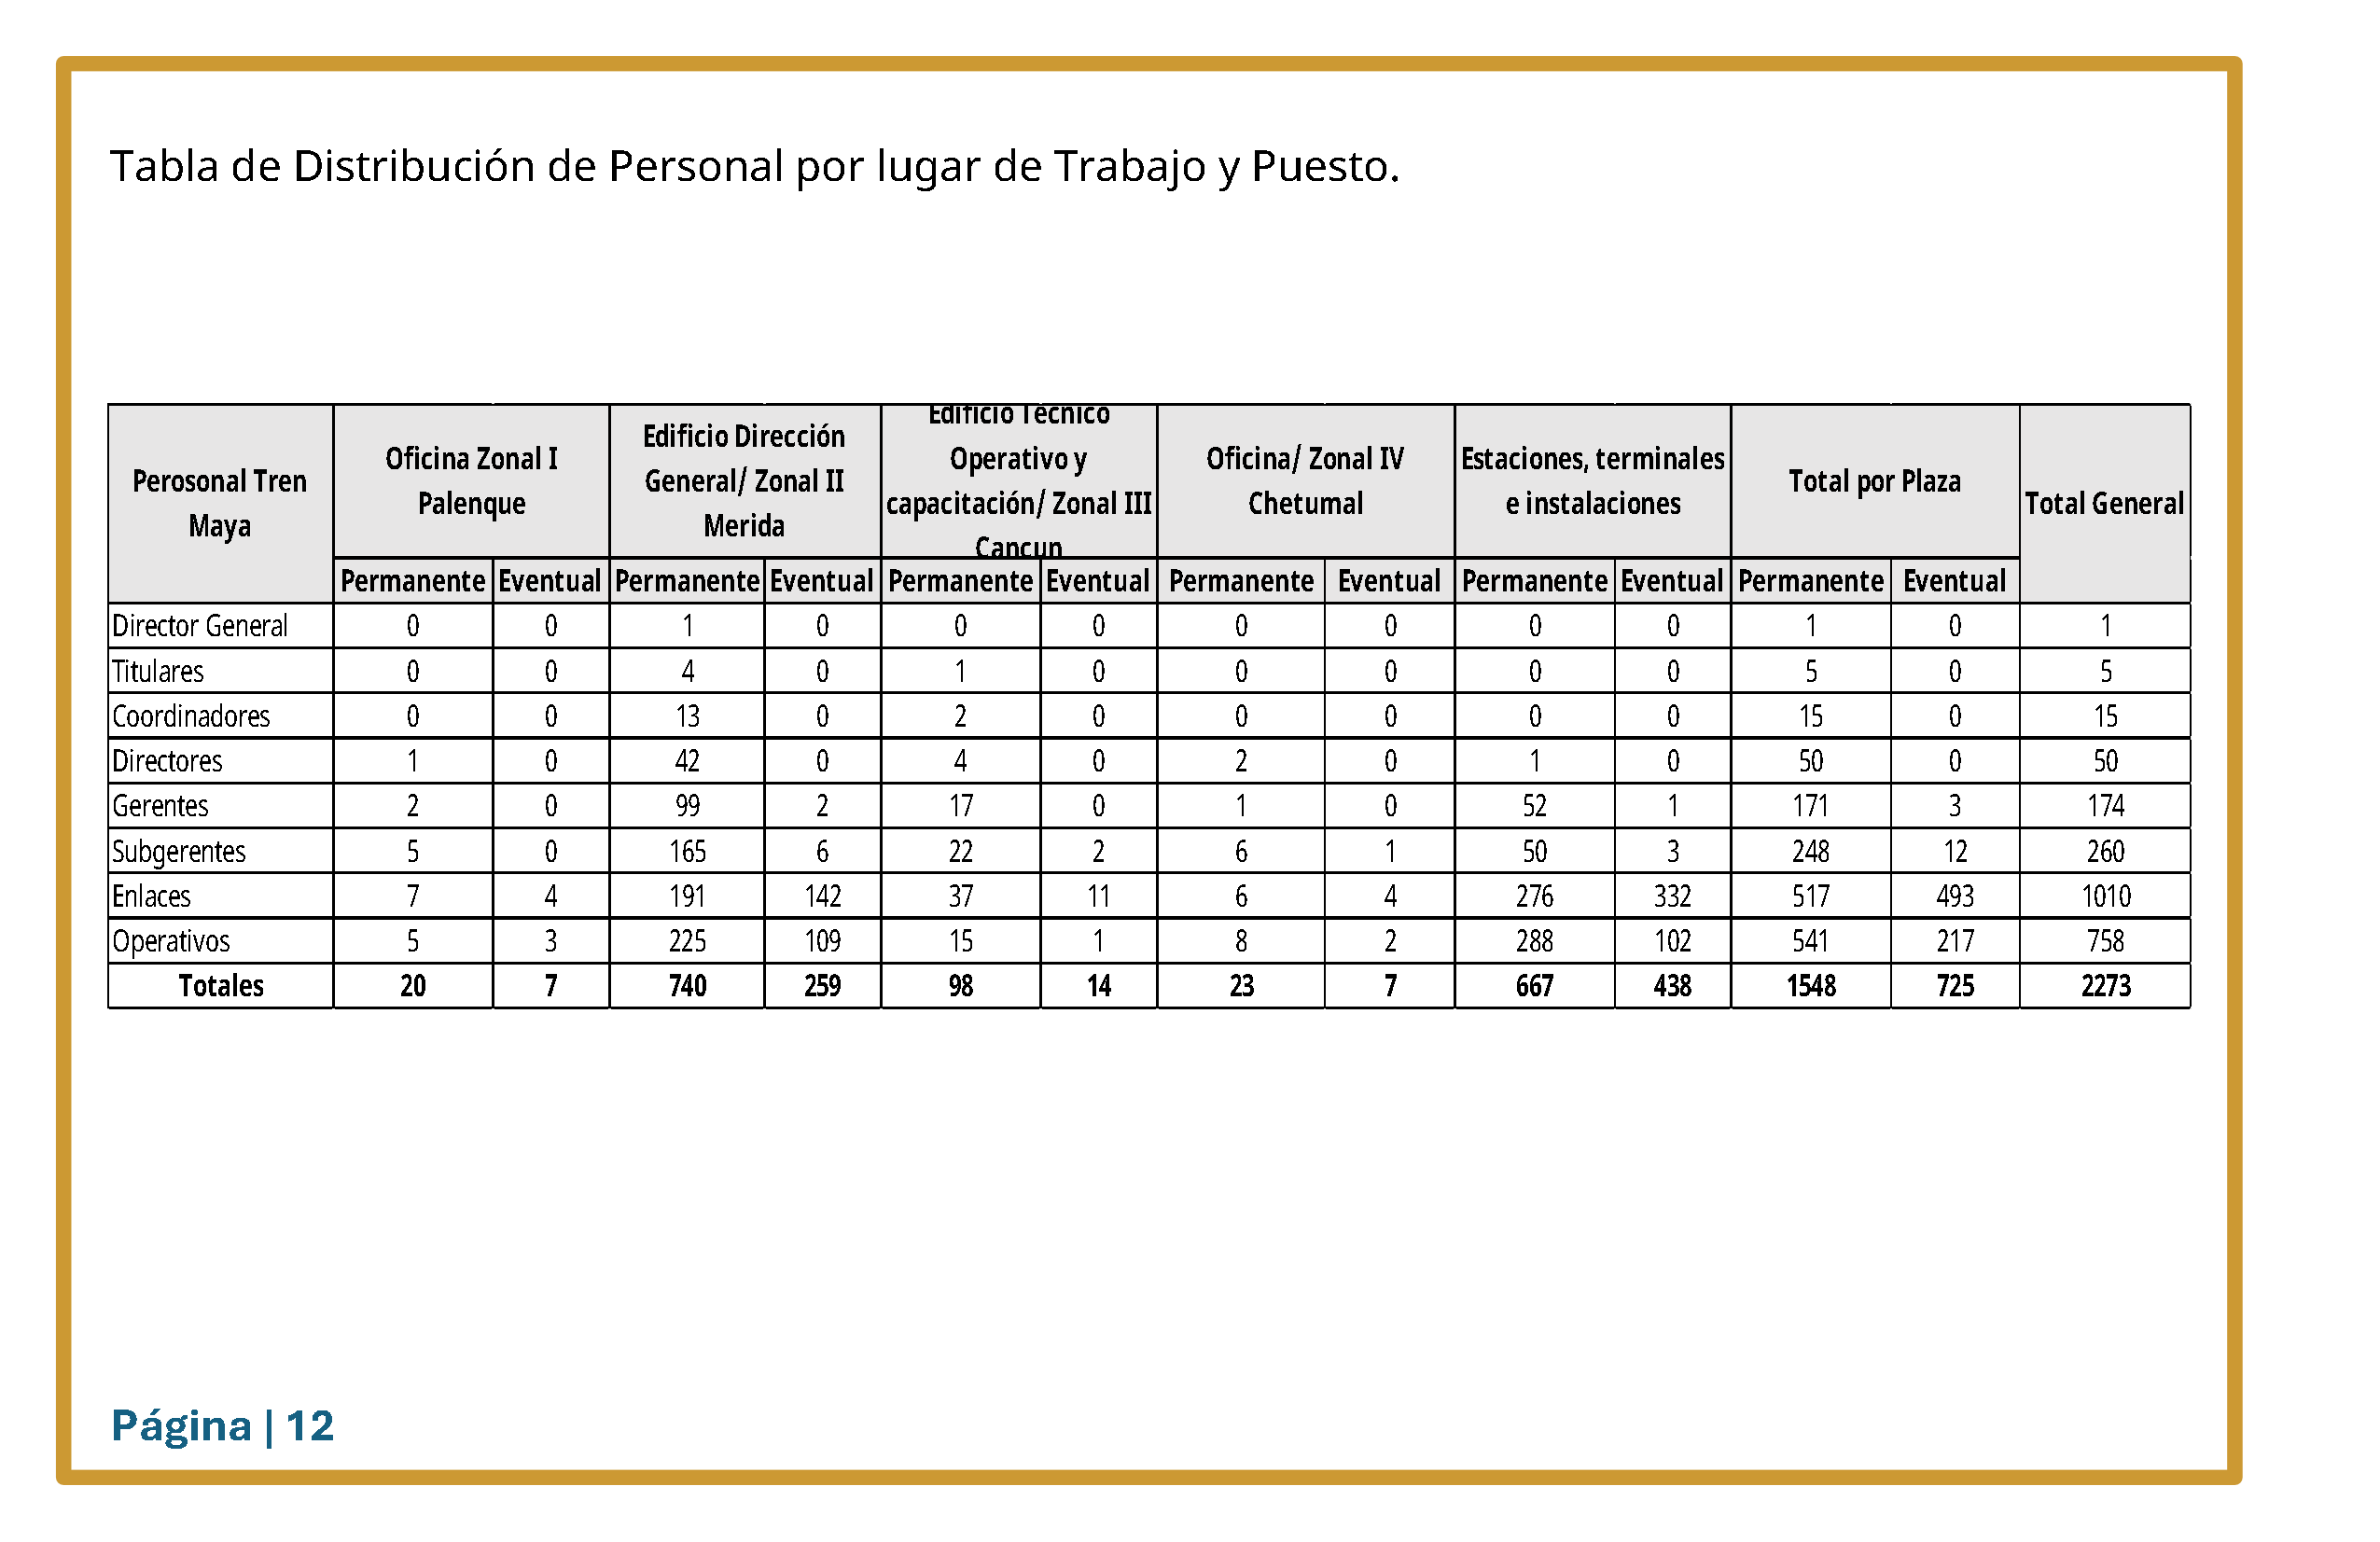 Tabla de Distribución de Personal por lugar de Trabajo y Puesto.
Perosonal Tren Maya | Oficina Zonal I Palenque | Edificio Dirección General/ Zonal II Merida | Edificio Técnico Operativo y capacitación/ Zonal III Cancun | Oficina/ Zonal IV Chetumal | Estaciones, terminales e instalaciones | Total por Plaza | Total General
Permanente Eventual Permanente Eventual Permanente Eventual Permanente Eventual Permanente Eventual Permanente Eventual
Director General 0 0 1 0 0 0 0 0 0 0 1 0 1
Titulares 0 0 4 0 1 0 0 0 0 0 5 0 5
Coordinadores 0 0 13 0 2 0 0 0 0 0 15 0 15
Directores 1 0 42 0 4 0 2 0 1 0 50 0 50
Gerentes 2 0 99 2 17 0 1 0 52 1 171 3 174
Subgerentes 5 0 165 6 22 2 6 1 50 3 248 12 260
Enlaces 7 4 191 142 37 11 6 4 276 332 517 493 1010
Operativos 5 3 225 109 15 1 8 2 288 102 541 217 758
Totales 20 7 740 259 98 14 23 7 667 438 1548 725 2273
Página | 12